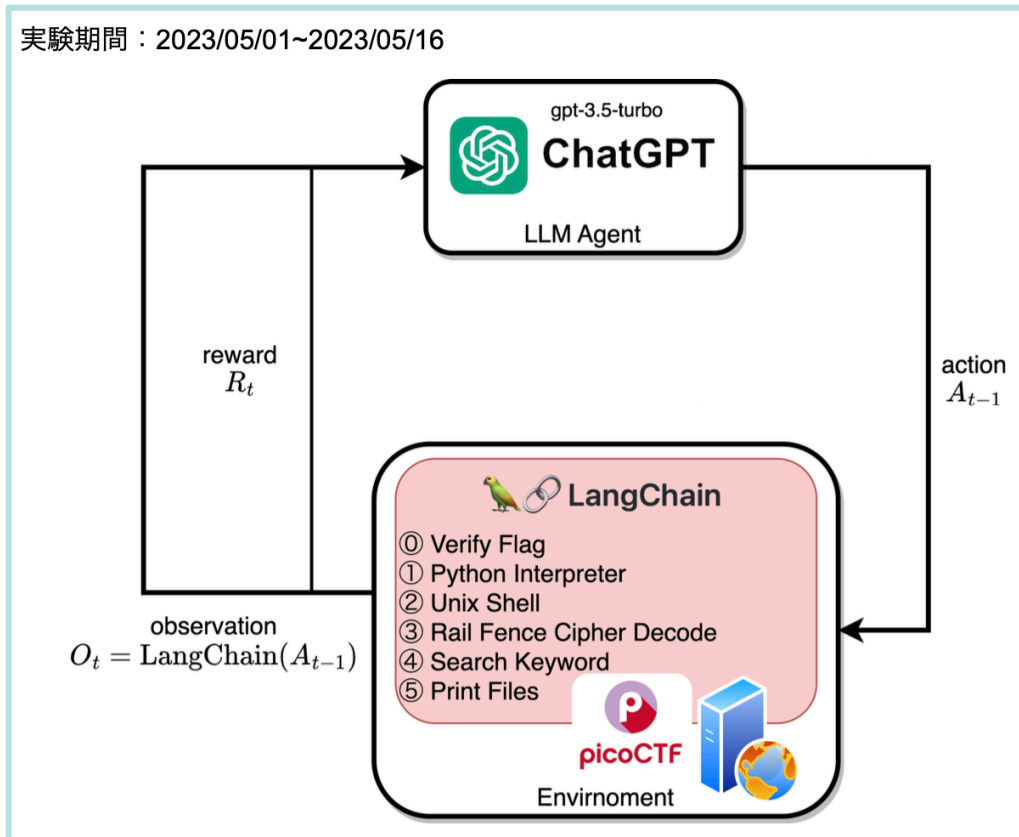 実験期間：2023/05/01~2023/05/16
gpt-3.5-turbo
ChatGPT
LLM Agent
reward
R_t
action
A_{t-1}
LangChain
⓪ Verify Flag
① Python Interpreter
② Unix Shell
③ Rail Fence Cipher Decode
④ Search Keyword
⑤ Print Files
observation
O_t = LangChain(A_{t-1})
picoCTF
Envirnoment